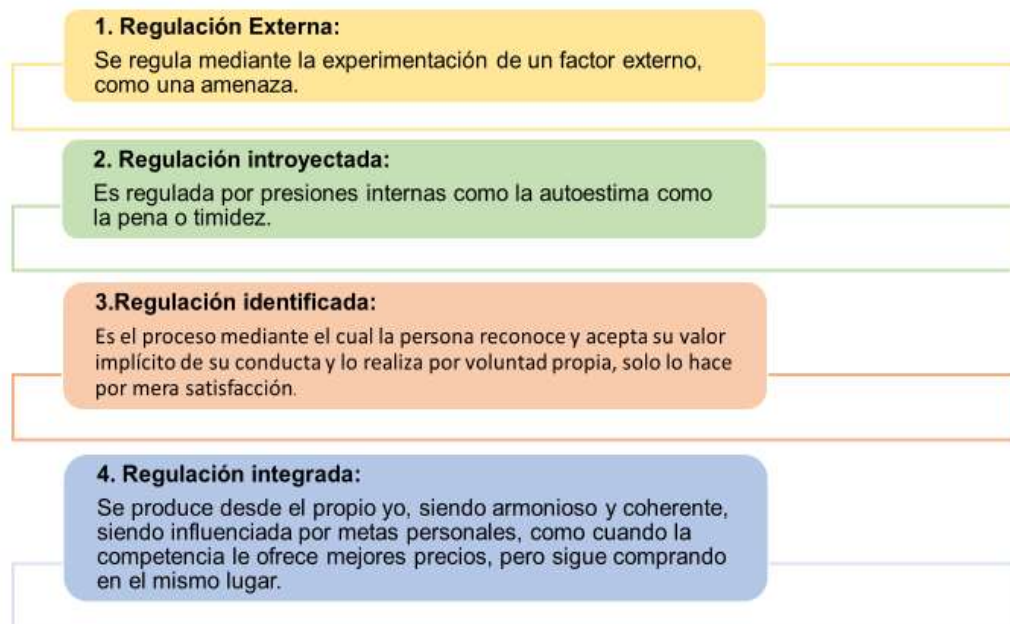 1. Regulación Externa:
Se regula mediante la experimentación de un factor externo,
como una amenaza.
2. Regulación introyectada:
Es regulada por presiones internas como la autoestima como
la pena o timidez.
3.Regulación identificada:
Es el proceso mediante el cual la persona reconoce y acepta su valor
implícito de su conducta y lo realiza por voluntad propia, solo lo hace
por mera satisfacción.
4. Regulación integrada:
Se produce desde el propio yo, siendo armonioso y coherente,
siendo influenciada por metas personales, como cuando la
competencia le ofrece mejores precios, pero sigue comprando
en el mismo lugar.